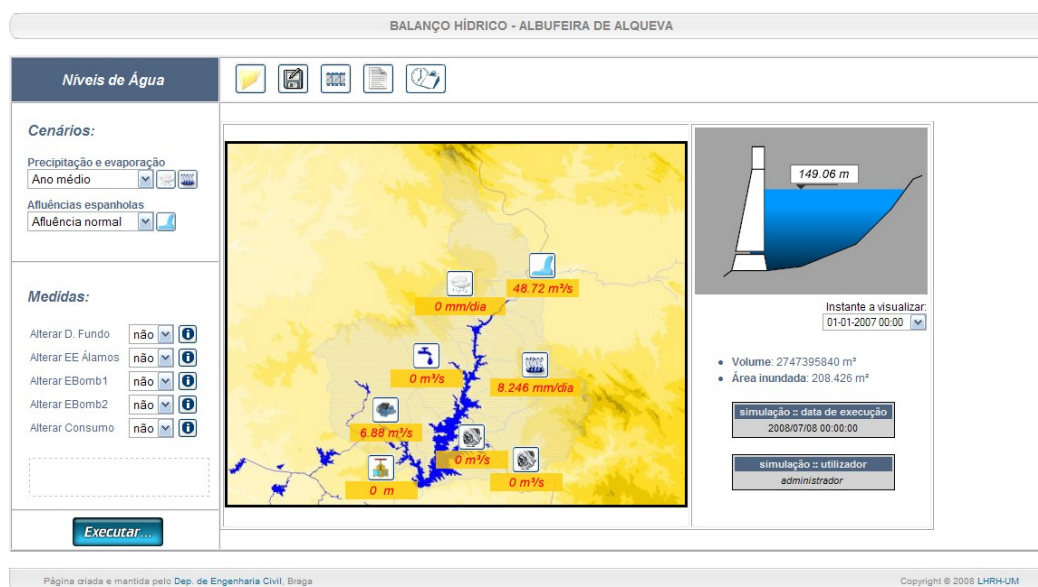 BALANÇO HÍDRICO - ALBUFEIRA DE ALQUEVA
Níveis de Água
Cenários:
Precipitação e evaporação
Ano médio
Afluências espanholas
Afluência normal
Medidas:
Alterar D. Fundo não
Alterar EE Álamos não
Alterar EBomb1 não
Alterar EBomb2 não
Alterar Consumo não
Executar...
48.72 m³/s
0 mm/dia
0 m³/s
8.246 mm/dia
6.88 m³/s
0 m³/s
0 m³/s
0 m
149.06 m
Instante a visualizar:
01-01-2007 00:00
Volume: 2747395840 m³
Área inundada: 208.426 m²
simulação :: data de execução
2008/07/08 00:00:00
simulação :: utilizador
administrador
Página criada e mantida pelo Dep. de Engenharia Civil, Braga
Copyright © 2008 LHRH-UM